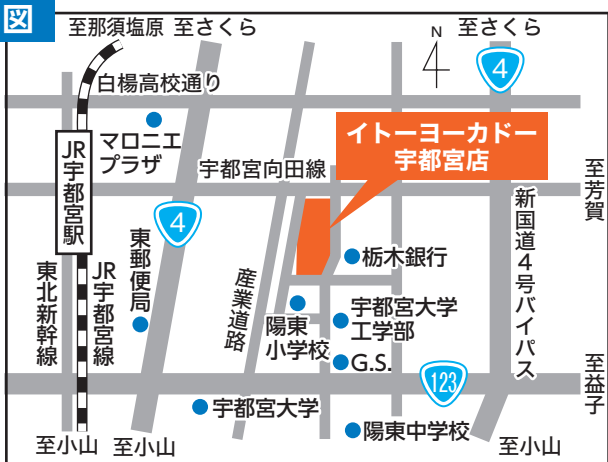 図
至那須塩原
至さくら
N
至さくら
4
白楊高校通り
マロニエ
プラザ
イトーヨーカドー
宇都宮店
JR宇都宮駅
宇都宮向田線
至芳賀
4
新国道4号バイパス
東郵便局
栃木銀行
東北新幹線
JR宇都宮線
産業道路
陽東
小学校
宇都宮大学
工学部
G.S.
123
至益子
宇都宮大学
陽東中学校
至小山
至小山
至小山